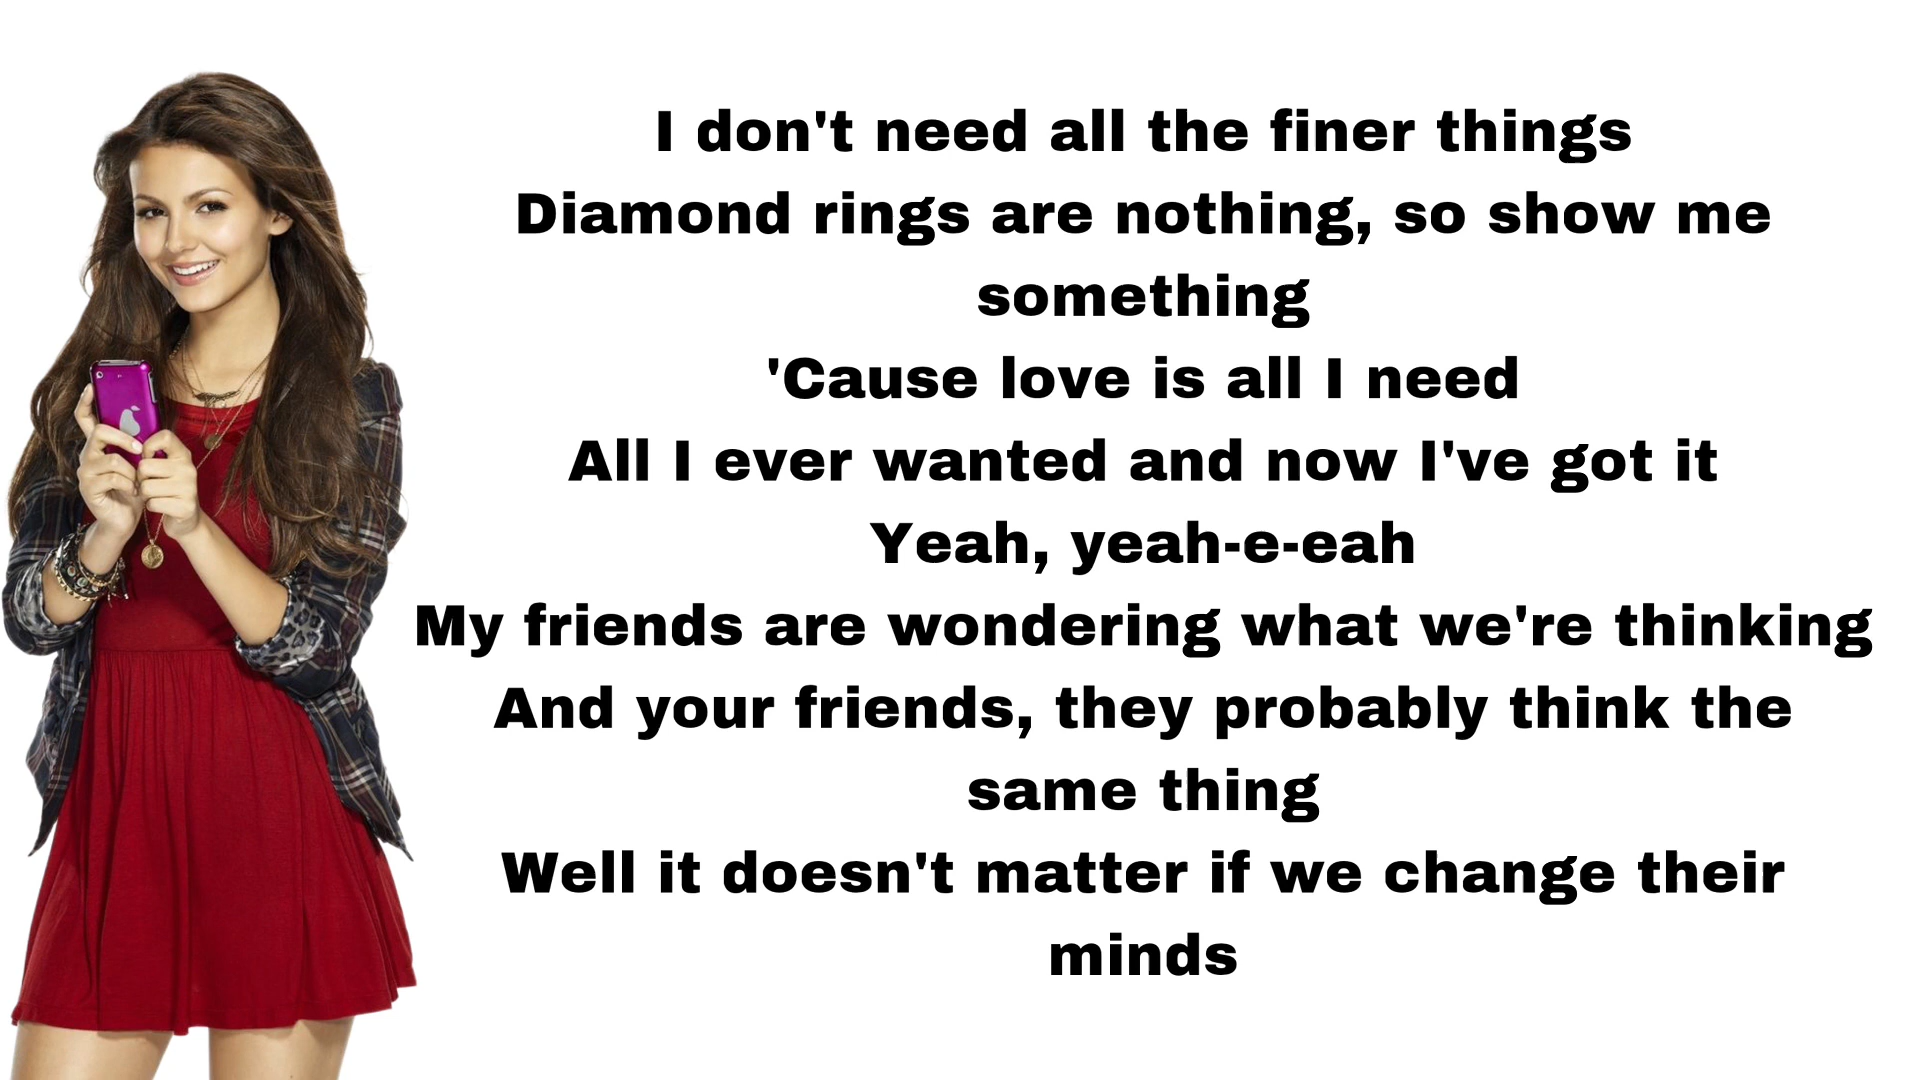 I don't need all the finer things
Diamond rings are nothing, so show me
something
'Cause love is all I need
All I ever wanted and now I've got it
Yeah, yeah-e-eah
My friends are wondering what we're thinking
And your friends, they probably think the
same thing
Well it doesn't matter if we change their
minds